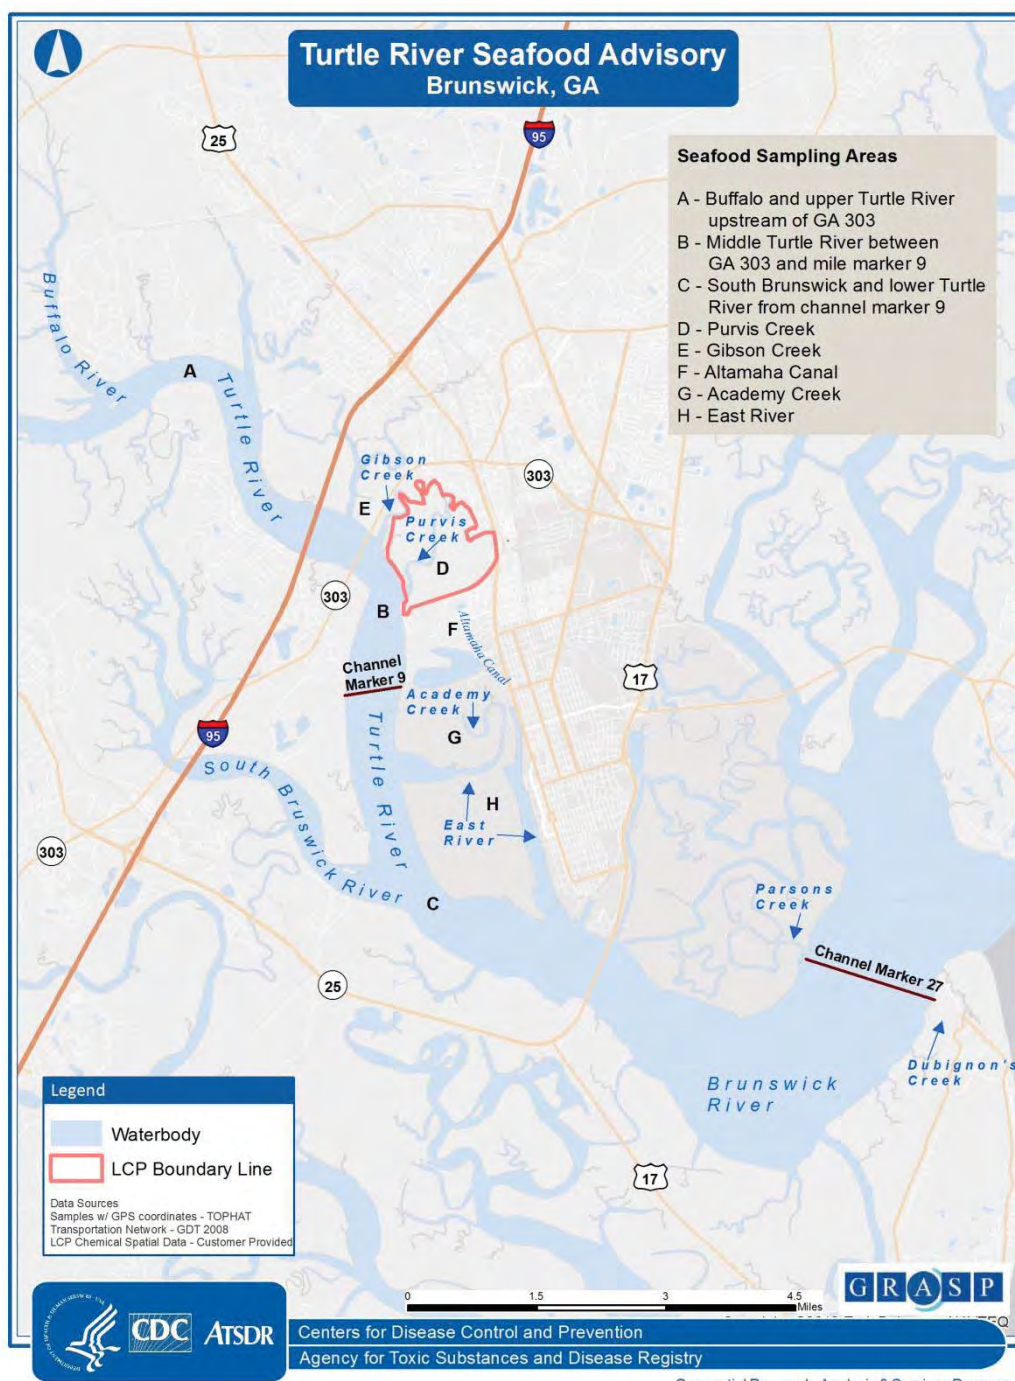 Turtle River Seafood Advisory
Brunswick, GA
25
95
Seafood Sampling Areas
A - Buffalo and upper Turtle River
upstream of GA 303
B - Middle Turtle River between
GA 303 and mile marker 9
C - South Brunswick and lower Turtle
River from channel marker 9
D - Purvis Creek
E - Gibson Creek
F - Altamaha Canal
G - Academy Creek
H - East River
Buffalo River
A
Turtle River
Gibson
Creek
303
E
Purvis
Creek
D
303
B
F
Altamaha Canal
Channel
Marker 9
17
Academy
Creek
95
G
Turtle River
South Bruswick River
H
East
River
303
Parsons
Creek
C
Channel Marker 27
25
Dubignon's
Creek
Brunswick
River
17
Legend
Waterbody
LCP Boundary Line
Data Sources
Samples w/ GPS coordinates - TOPHAT
Transportation Network - GDT 2008
LCP Chemical Spatial Data - Customer Provided
GRASP
0 1.5 3 4.5
Miles
CDC ATSDR
Centers for Disease Control and Prevention
Agency for Toxic Substances and Disease Registry